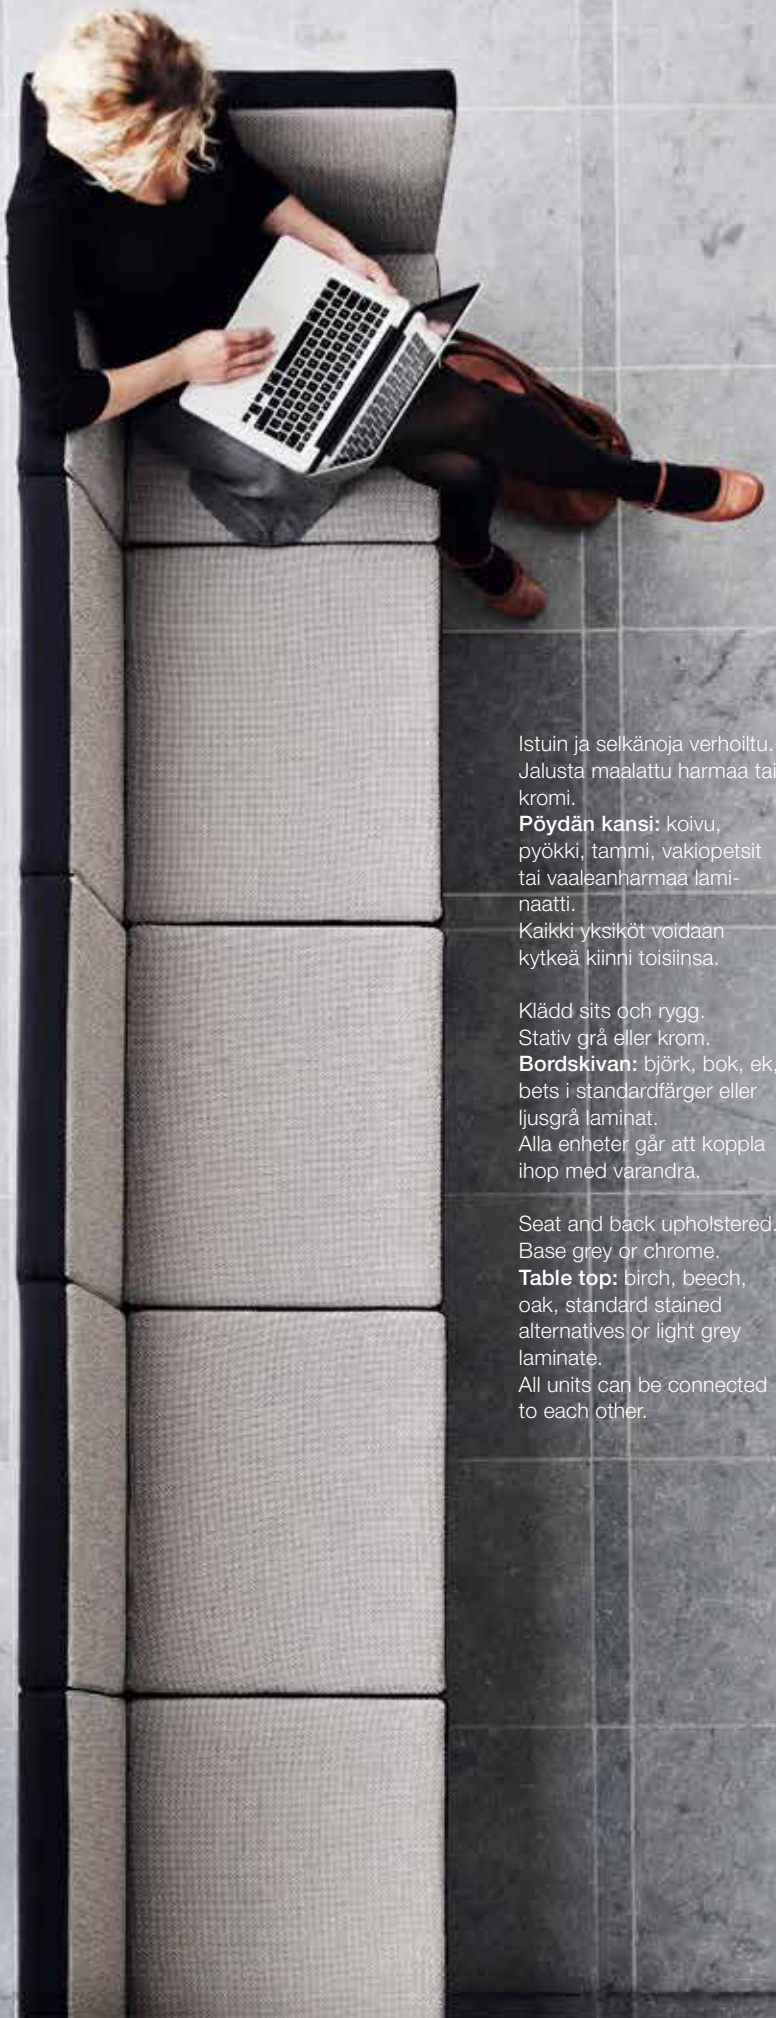 Istuin ja selkänoja verhoiltu.
Jalusta maalattu harmaa tai
kromi.
Pöydän kansi: koivu,
pyökki, tammi, vakiopetsit
tai vaaleanharmaa lami-
naatti.
Kaikki yksiköt voidaan
kytkeä kiinni toisiinsa.

Klädd sits och rygg.
Stativ grå eller krom.
Bordskivan: björk, bok, ek,
bets i standardfärger eller
ljusgrå laminat.
Alla enheter går att koppla
ihop med varandra.

Seat and back upholstered.
Base grey or chrome.
Table top: birch, beech,
oak, standard stained
alternatives or light grey
laminate.
All units can be connected
to each other.